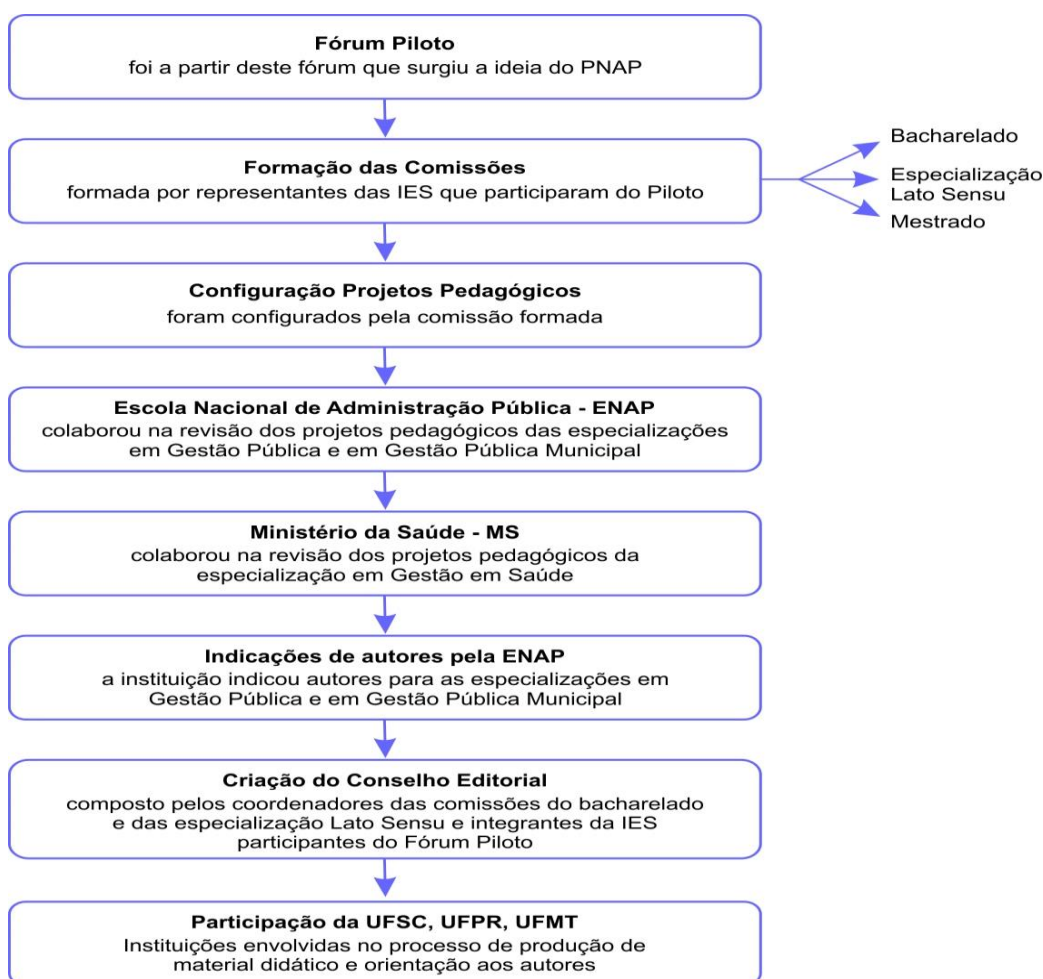 Fórum Piloto
foi a partir deste fórum que surgiu a ideia do PNAP
Formação das Comissões
formada por representantes das IES que participaram do Piloto
Bacharelado
Especialização
Lato Sensu
Mestrado
Configuração Projetos Pedagógicos
foram configurados pela comissão formada
Escola Nacional de Administração Pública - ENAP
colaborou na revisão dos projetos pedagógicos das especializações
em Gestão Pública e em Gestão Pública Municipal
Ministério da Saúde - MS
colaborou na revisão dos projetos pedagógicos da
especialização em Gestão em Saúde
Indicações de autores pela ENAP
a instituição indicou autores para as especializações em
Gestão Pública e em Gestão Pública Municipal
Criação do Conselho Editorial
composto pelos coordenadores das comissões do bacharelado
e das especialização Lato Sensu e integrantes da IES
participantes do Fórum Piloto
Participação da UFSC, UFPR, UFMT
Instituições envolvidas no processo de produção de
material didático e orientação aos autores